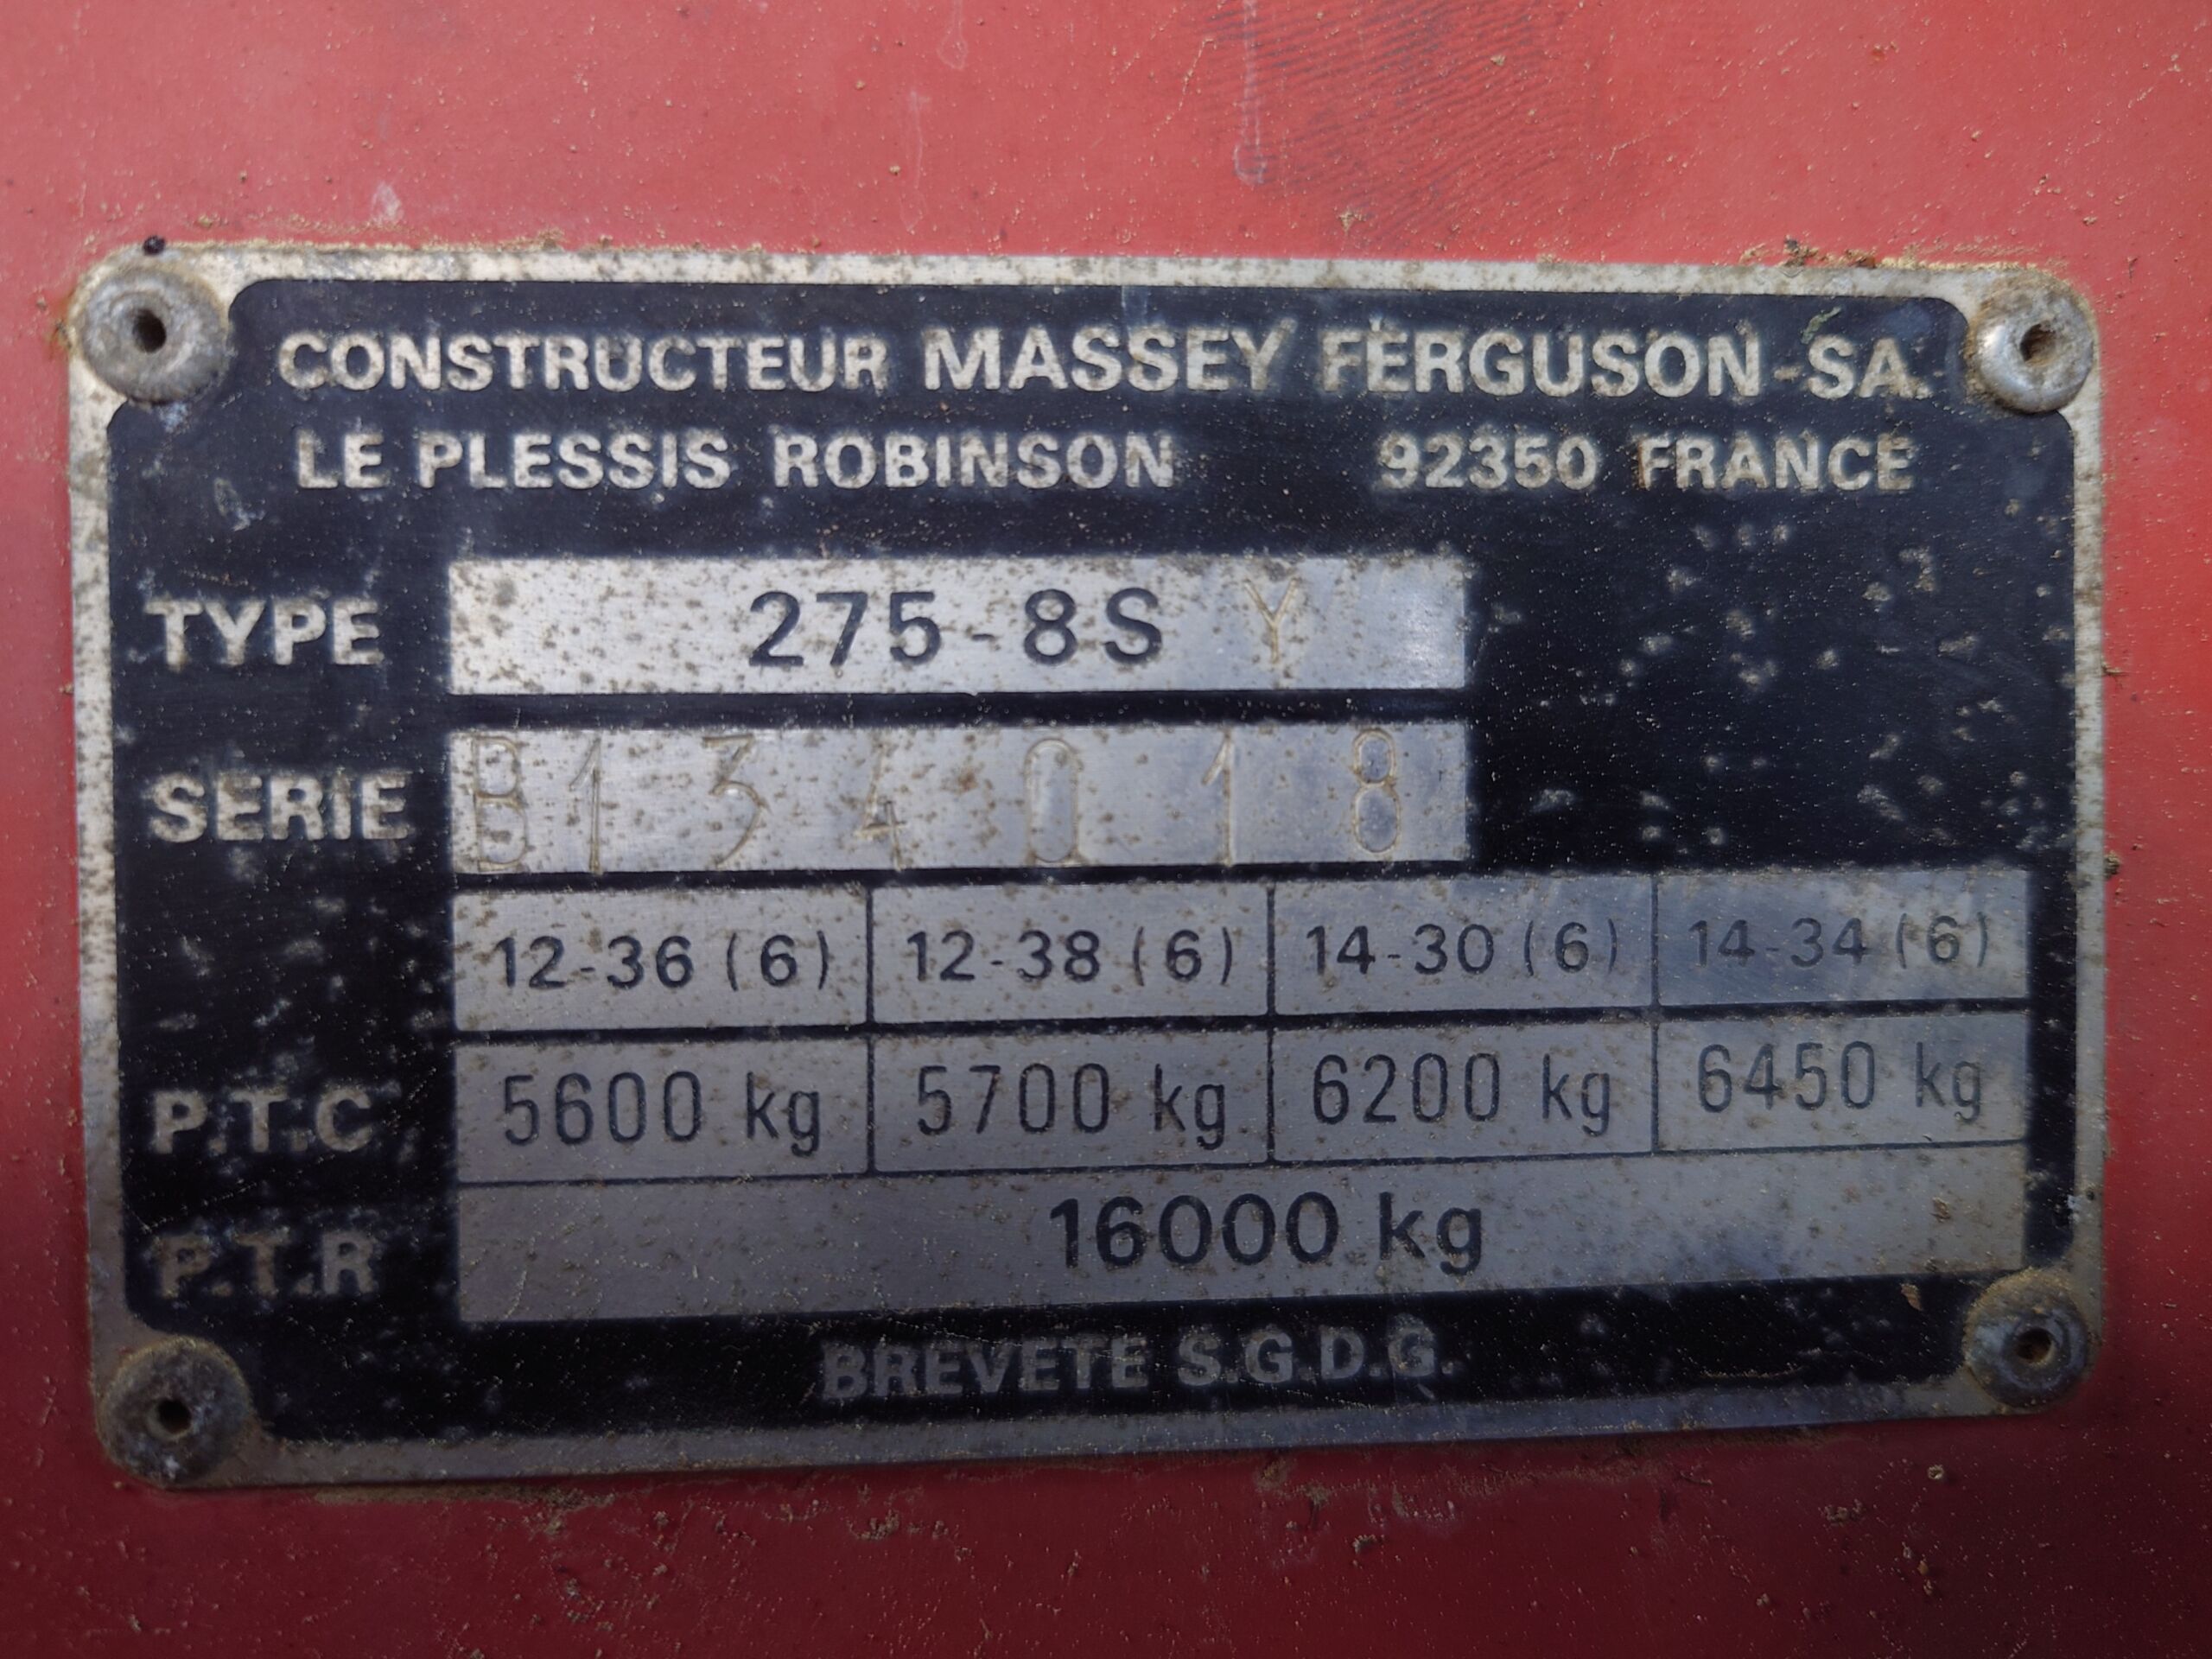 CONSTRUCTEUR MASSEY FERGUSON-SA.
LE PLESSIS ROBINSON 92350 FRANCE
TYPE 275-8S Y
SERIE B134018
12-36 (6) 12-38 (6) 14-30 (6) 14-34 (6)
P.T.C 5600 kg 5700 kg 6200 kg 6450 kg
P.T.R 16000 kg
BREVETE S.G.D.G.